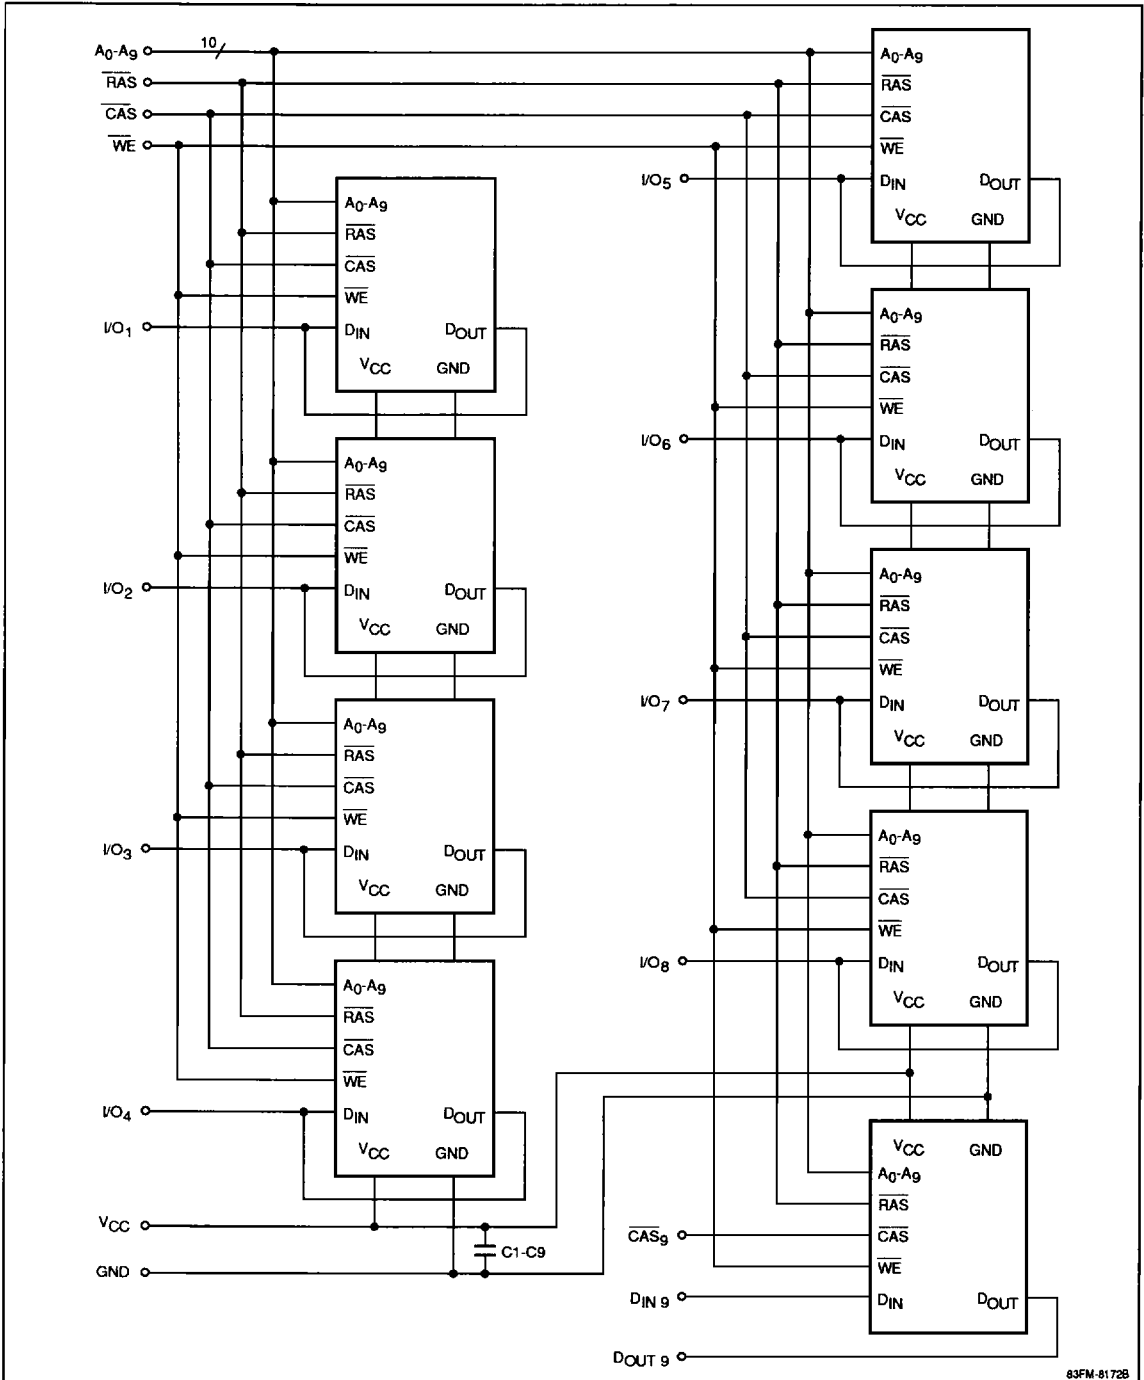 A0-A9
10
RAS
CAS
WE
A0-A9
RAS
CAS
WE
I/O1
DIN
DOUT
VCC
GND
A0-A9
RAS
CAS
WE
I/O2
DIN
DOUT
VCC
GND
A0-A9
RAS
CAS
WE
I/O3
DIN
DOUT
VCC
GND
A0-A9
RAS
CAS
WE
I/O4
DIN
DOUT
VCC
GND
VCC
C1-C9
GND
A0-A9
RAS
CAS
WE
I/O5
DIN
DOUT
VCC
GND
A0-A9
RAS
CAS
WE
I/O6
DIN
DOUT
VCC
GND
A0-A9
RAS
CAS
WE
I/O7
DIN
DOUT
VCC
GND
A0-A9
RAS
CAS
WE
I/O8
DIN
DOUT
VCC
GND
VCC
GND
A0-A9
RAS
CAS9
CAS
WE
DIN 9
DIN
DOUT
DOUT 9
83FM-8172B